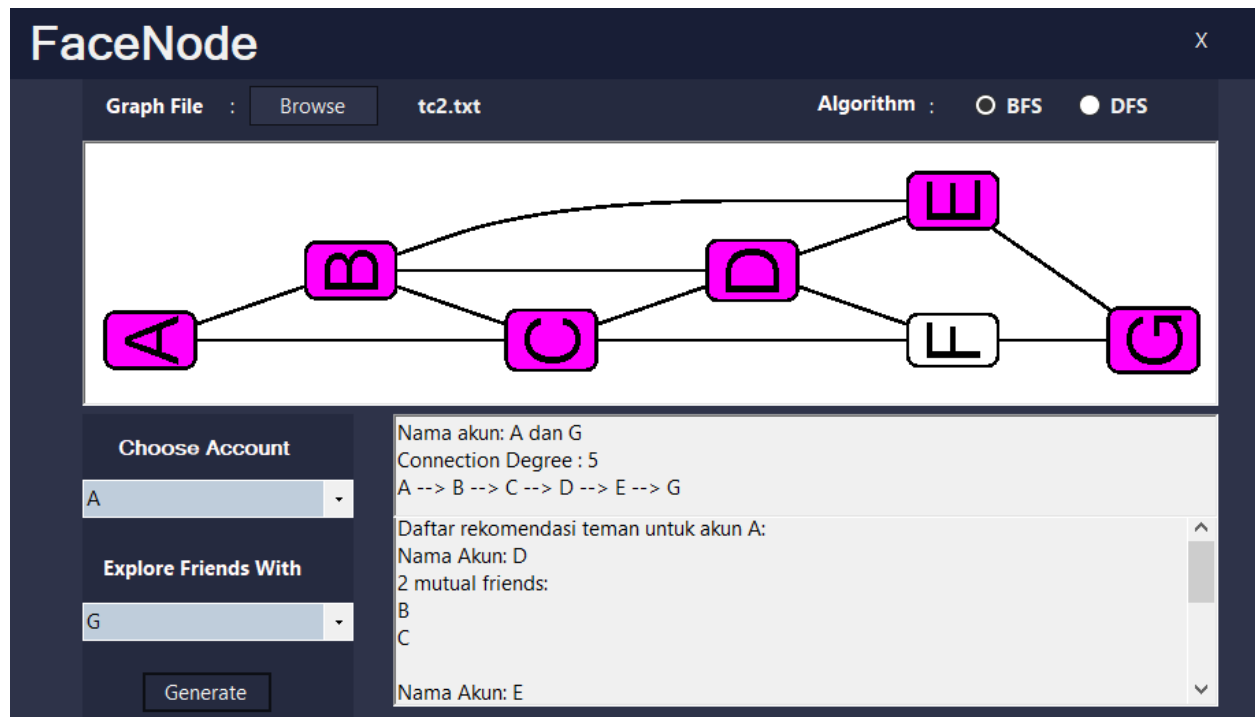 FaceNode
X
Graph File : Browse tc2.txt Algorithm : BFS DFS
E
B D
A C F G
Choose Account
A
Explore Friends With
G
Generate
Nama akun: A dan G
Connection Degree : 5
A --> B --> C --> D --> E --> G
Daftar rekomendasi teman untuk akun A:
Nama Akun: D
2 mutual friends:
B
C
Nama Akun: E